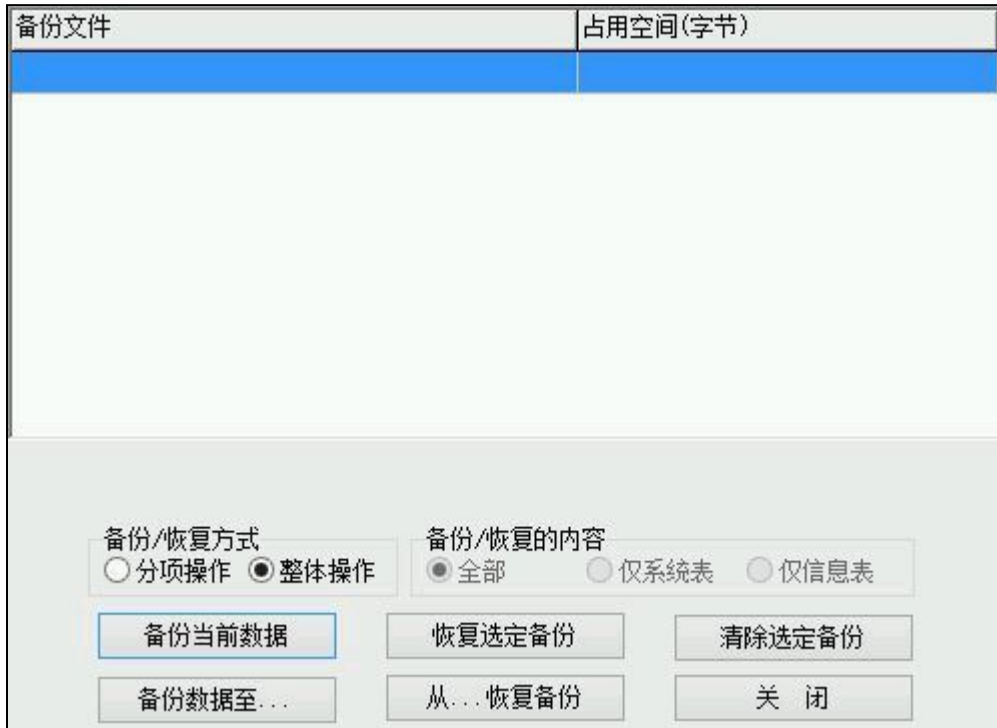 备份文件 占用空间(字节)
备份/恢复方式 备份/恢复的内容
分项操作 整体操作 全部 仅系统表 仅信息表
备份当前数据 恢复选定备份 清除选定备份
备份数据至... 从...恢复备份 关 闭